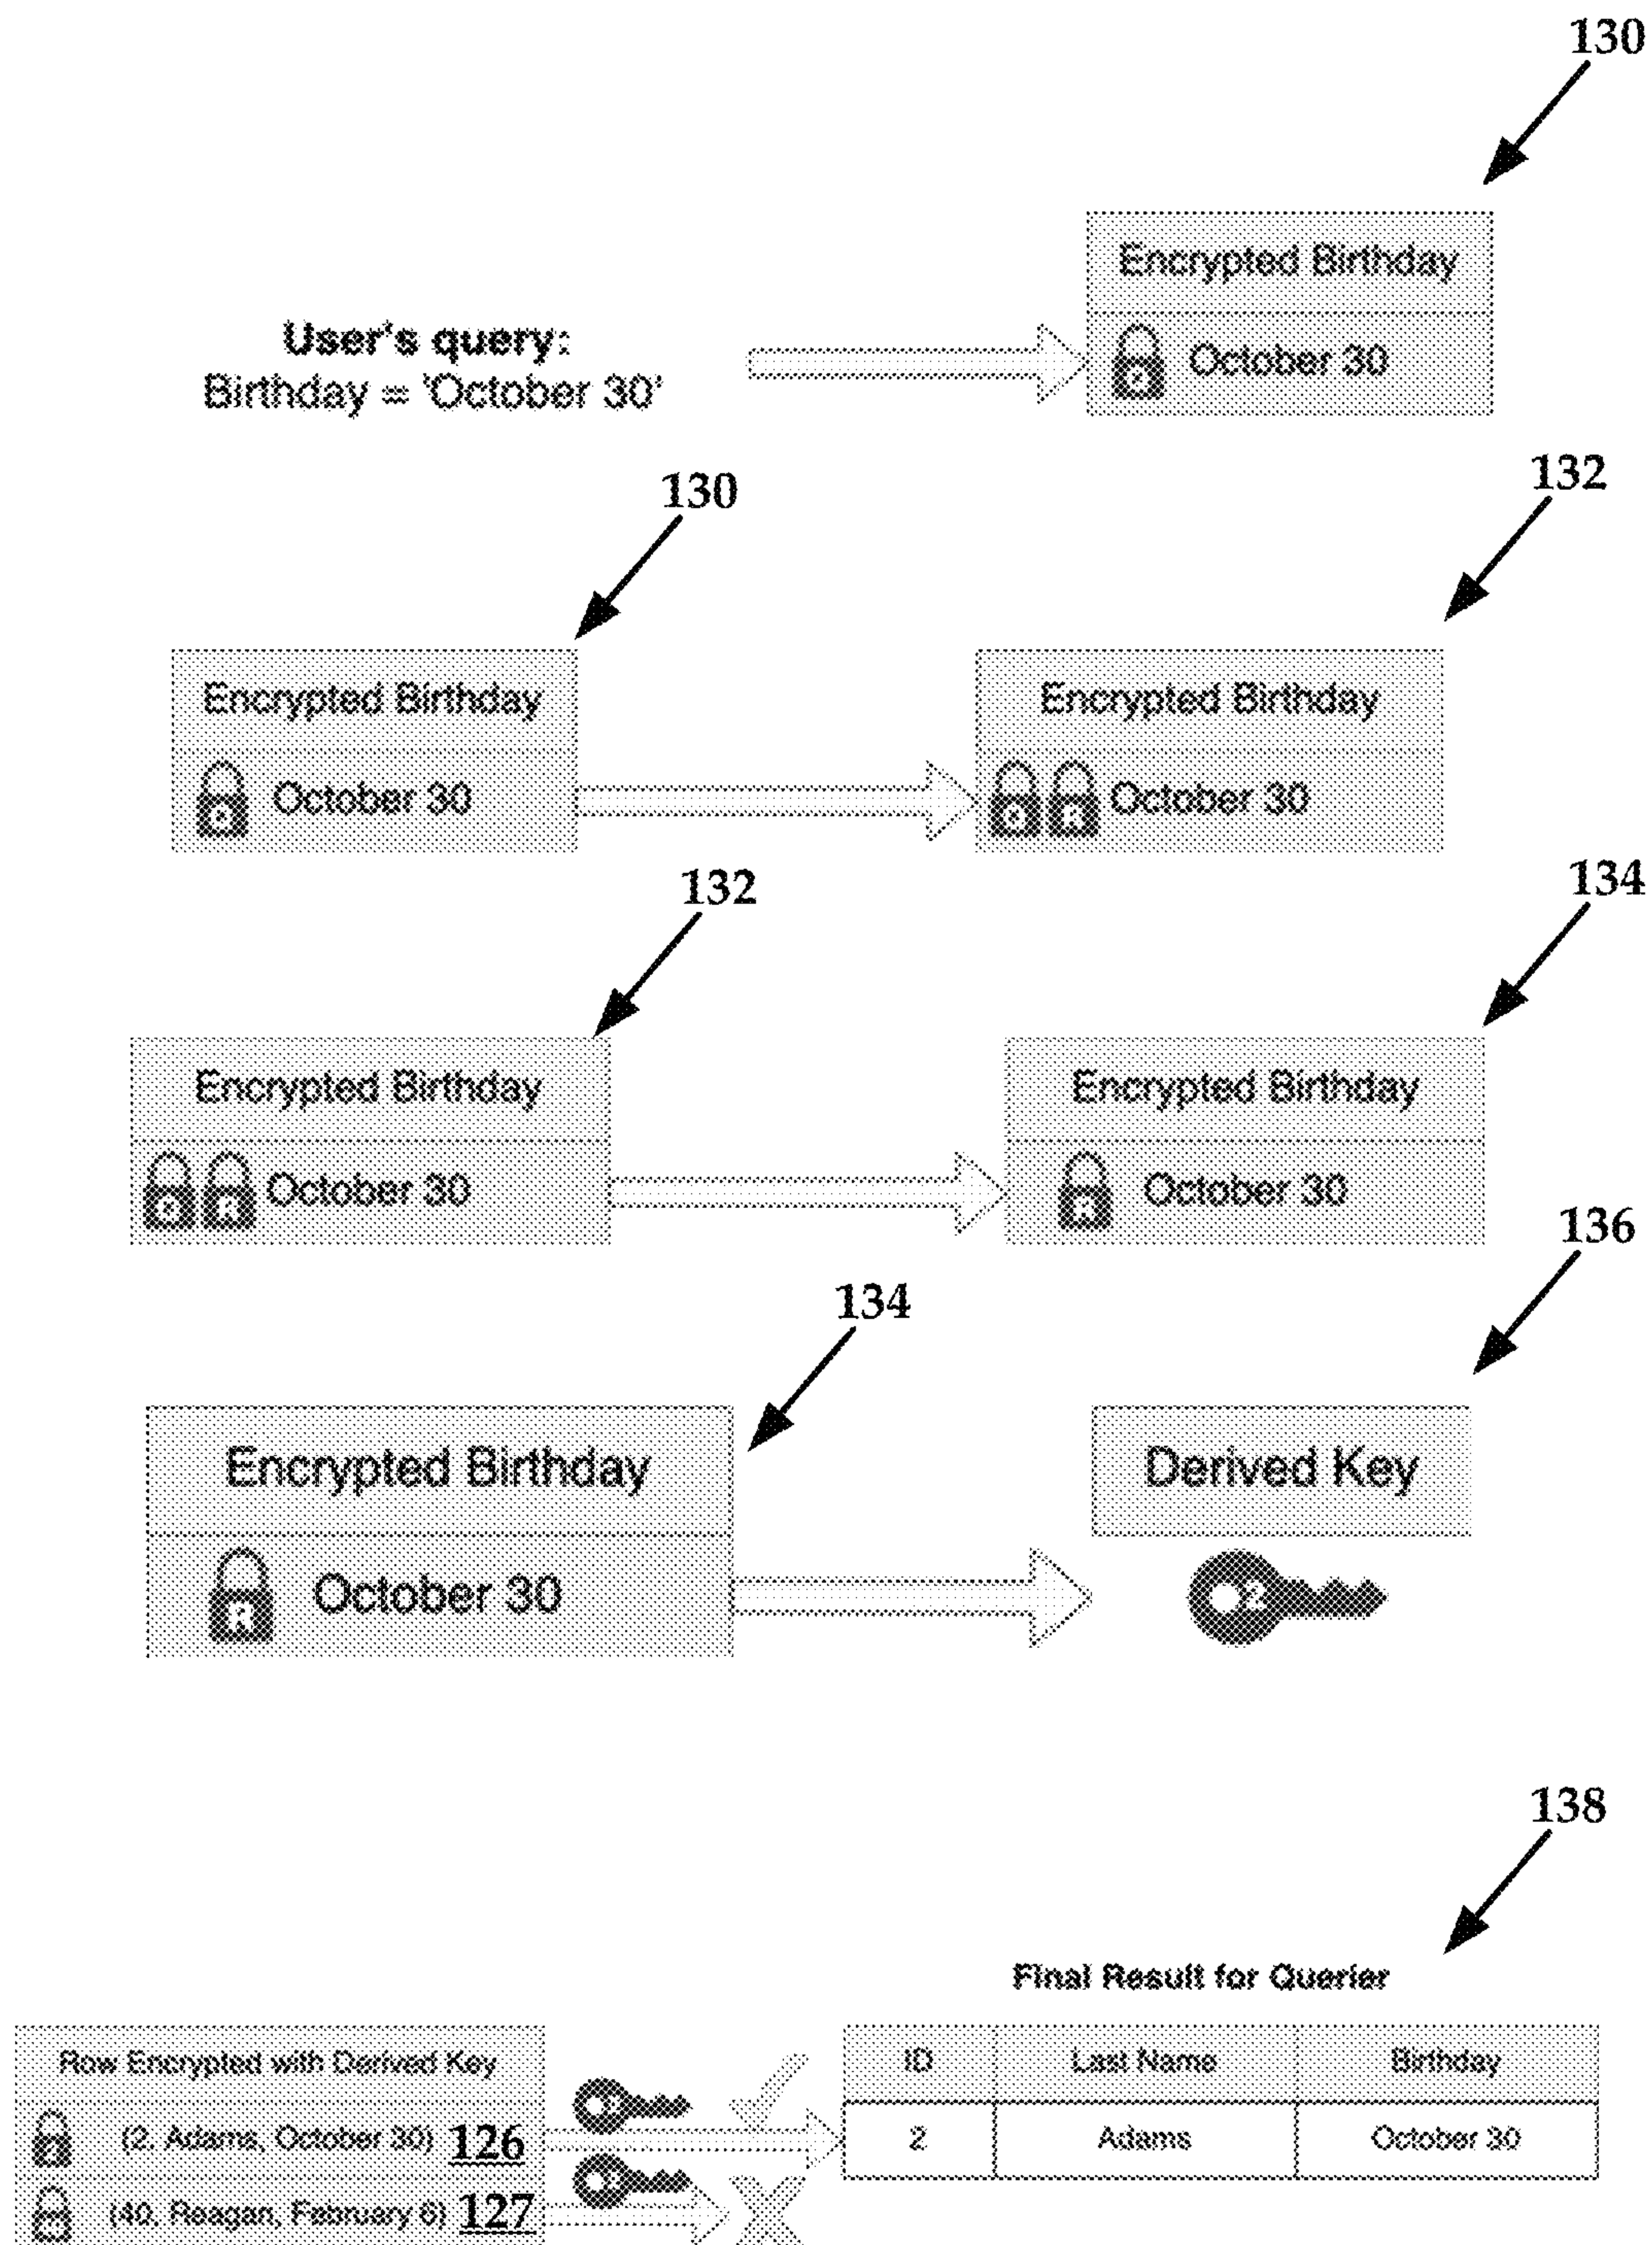 130
Encrypted Birthday
User's query:
Birthday = 'October 30'
October 30
130
132
Encrypted Birthday
Encrypted Birthday
Q October 30
Q R October 30
132
134
Encrypted Birthday
Encrypted Birthday
Q R October 30
R October 30
136
134
Encrypted Birthday
Derived Key
R October 30
2
138
Final Result for Querier
Row Encrypted with Derived Key
ID Last Name Birthday
(2, Adams, October 30) 126
2 Adams October 30
(40, Reagan, February 6) 127